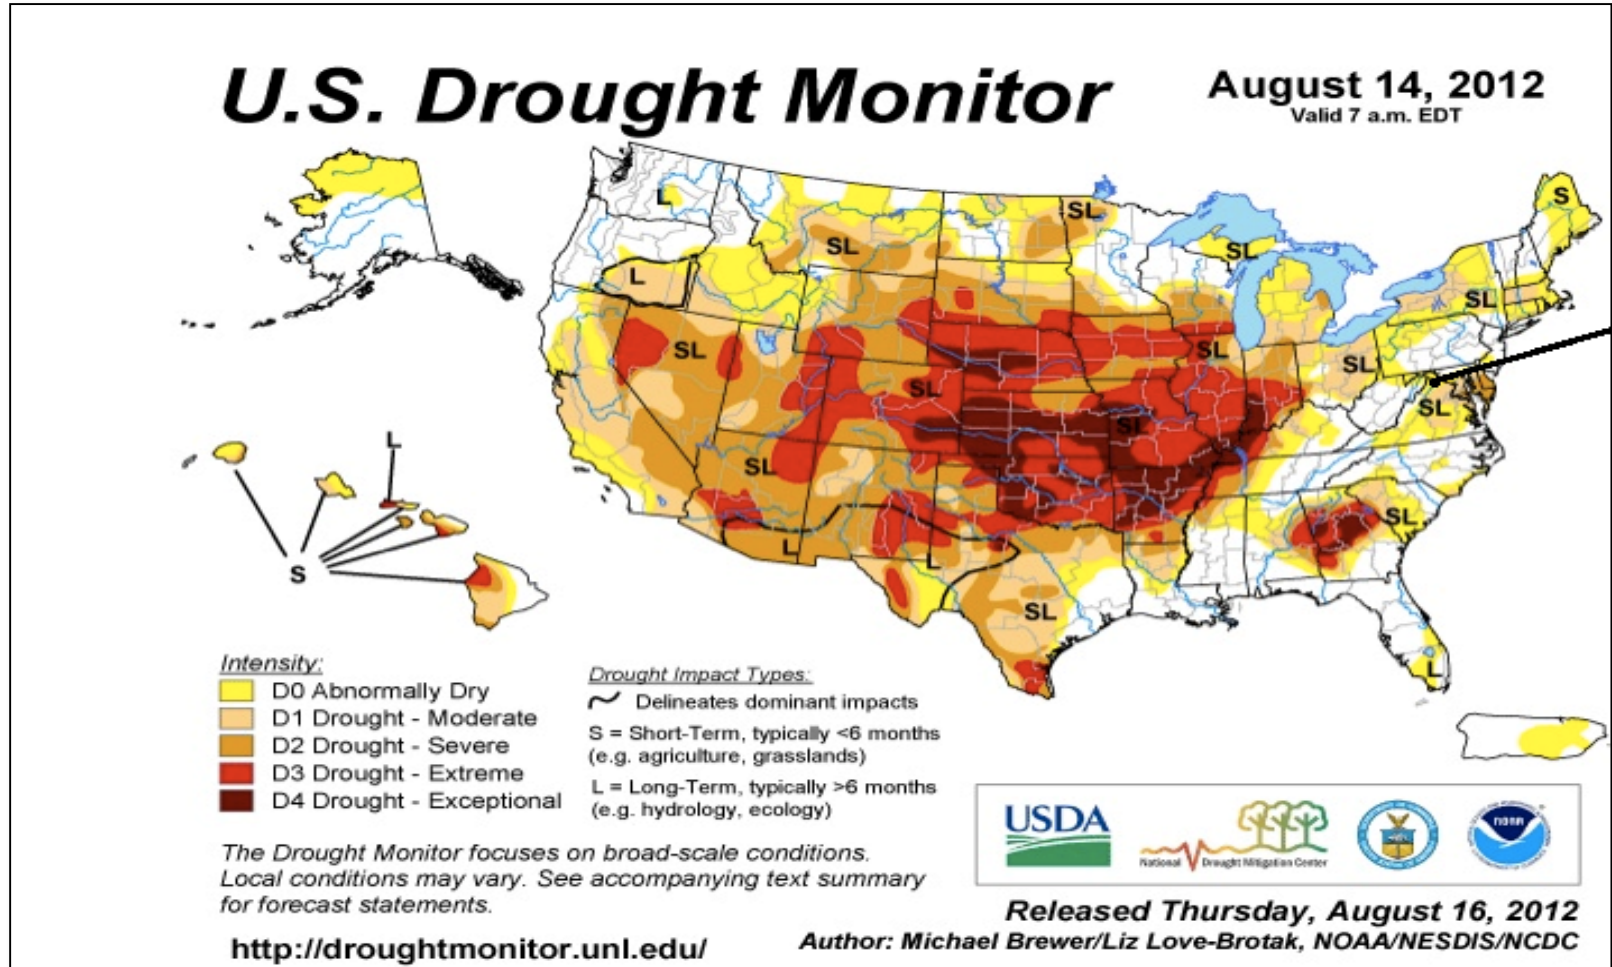 U.S. Drought Monitor
August 14, 2012
Valid 7 a.m. EDT
L
S
SL
SL
SL
L
SL
SL
SL
SL
SL
SL
SL
SL
L
SL
SL
S
L
L
SL
L
Intensity:
D0 Abnormally Dry
D1 Drought - Moderate
D2 Drought - Severe
D3 Drought - Extreme
D4 Drought - Exceptional
Drought Impact Types:
Delineates dominant impacts
S = Short-Term, typically <6 months
(e.g. agriculture, grasslands)
L = Long-Term, typically >6 months
(e.g. hydrology, ecology)
The Drought Monitor focuses on broad-scale conditions.
Local conditions may vary. See accompanying text summary
for forecast statements.
http://droughtmonitor.unl.edu/
USDA
National Drought Mitigation Center
noaa
Released Thursday, August 16, 2012
Author: Michael Brewer/Liz Love-Brotak, NOAA/NESDIS/NCDC